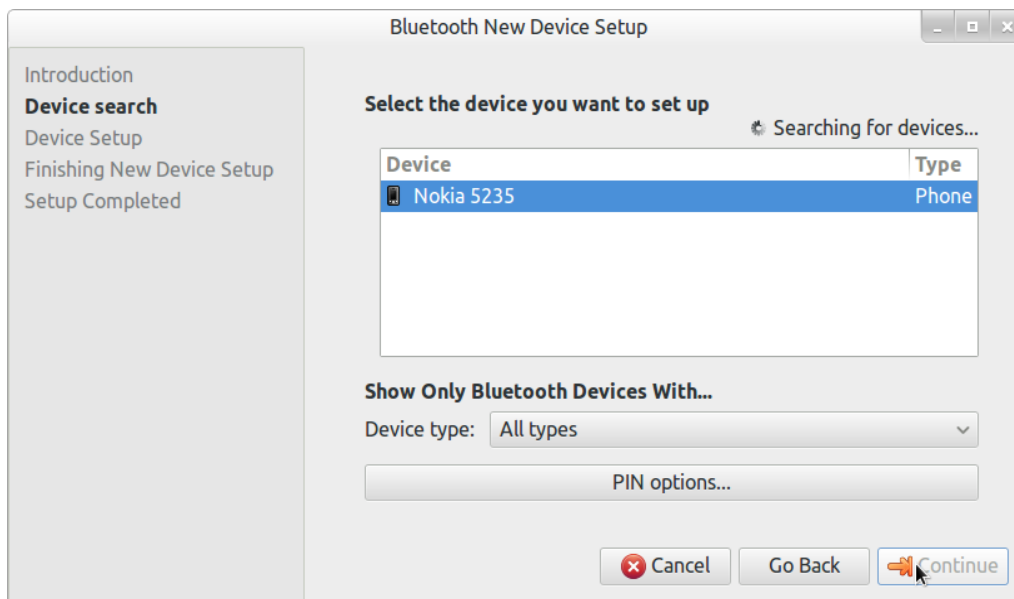 Bluetooth New Device Setup
Introduction
Device search
Device Setup
Finishing New Device Setup
Setup Completed
Select the device you want to set up
Searching for devices...
Device Type
Nokia 5235 Phone
Show Only Bluetooth Devices With...
Device type: All types
PIN options...
Cancel Go Back Continue